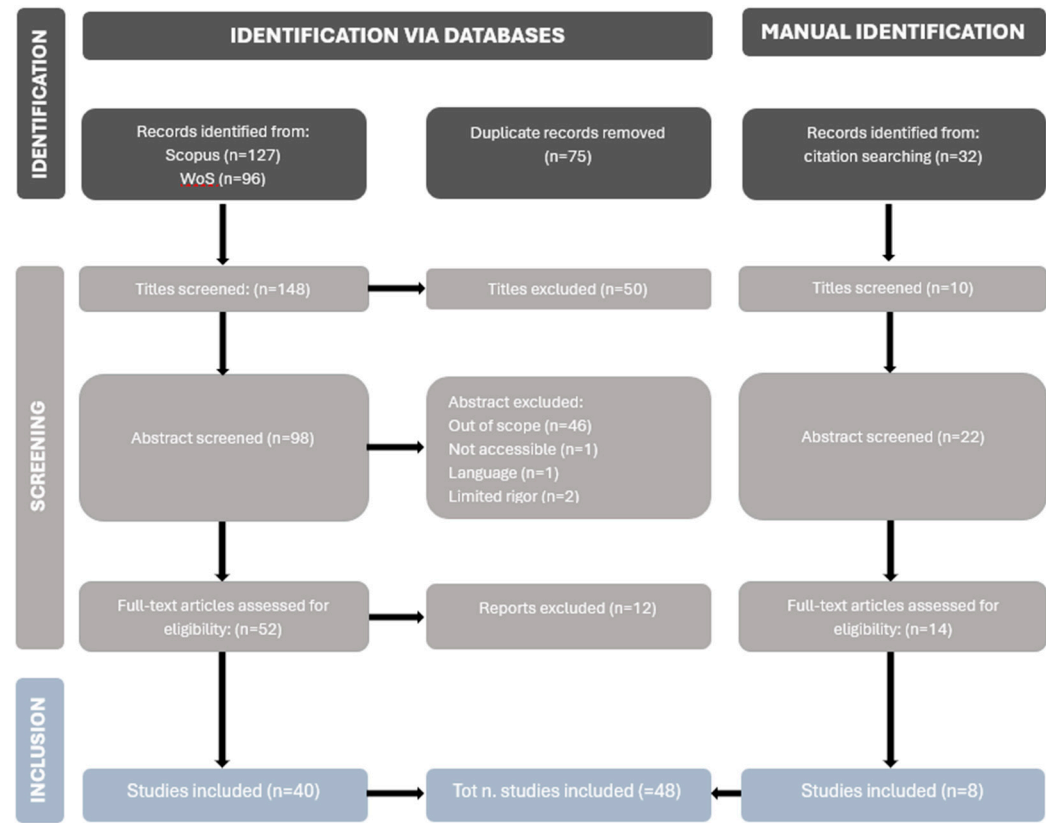 IDENTIFICATION
IDENTIFICATION VIA DATABASES
MANUAL IDENTIFICATION
Records identified from:
Scopus (n=127)
WoS (n=96)
Duplicate records removed
(n=75)
Records identified from:
citation searching (n=32)
SCREENING
Titles screened: (n=148)
Titles excluded (n=50)
Titles screened (n=10)
Abstract screened (n=98)
Abstract excluded:
Out of scope (n=46)
Not accessible (n=1)
Language (n=1)
Limited rigor (n=2)
Abstract screened (n=22)
Full-text articles assessed for
eligibility: (n=52)
Reports excluded (n=12)
Full-text articles assessed for
eligibility: (n=14)
INCLUSION
Studies included (n=40)
Tot n. studies included (=48)
Studies included (n=8)